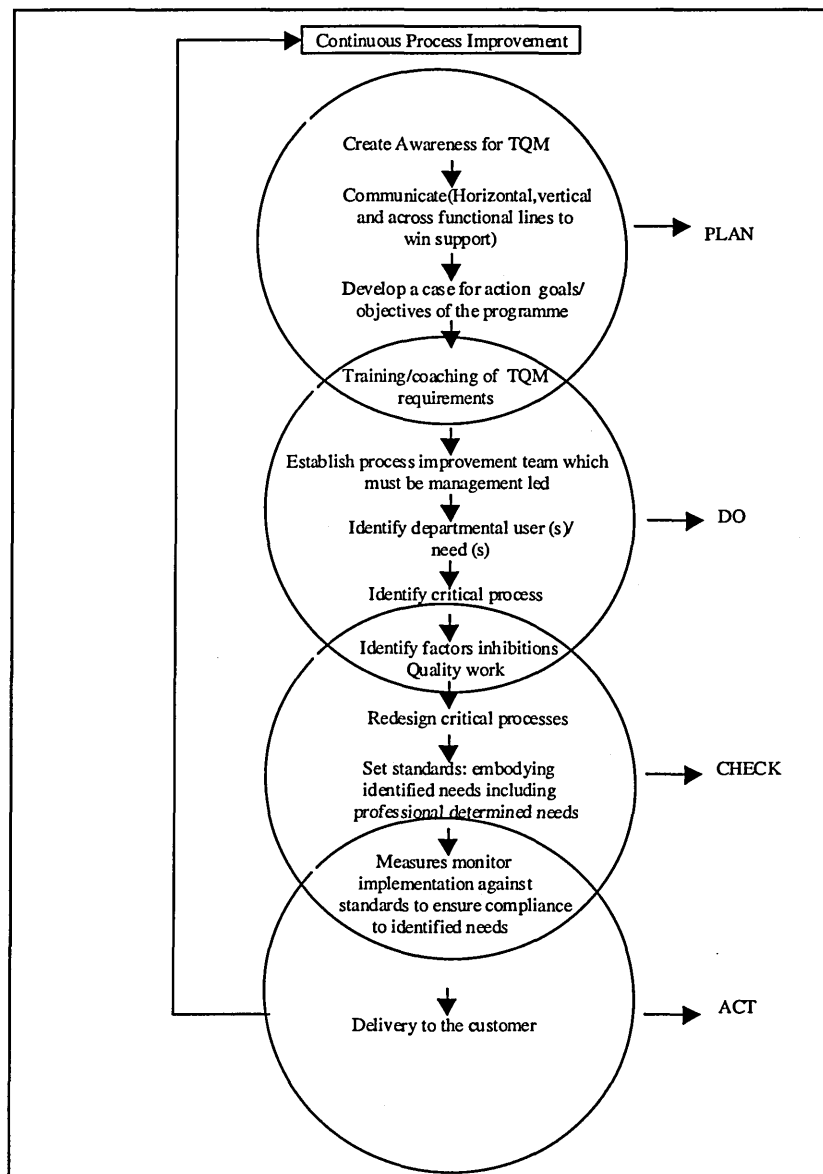 Continuous Process Improvement
Create Awareness for TQM
Communicate(Horizontal,vertical
and across functional lines to
win support)
PLAN
Develop a case for action goals/
objectives of the programme
Training/coaching of TQM
requirements
Establish process improvement team which
must be management led
DO
Identify departmental user (s)/
need (s)
Identify critical process
Identify factors inhibitions
Quality work
Redesign critical processes
Set standards: embodying
identified needs including
professional determined needs
CHECK
Measures monitor
implementation against
standards to ensure compliance
to identified needs
ACT
Delivery to the customer